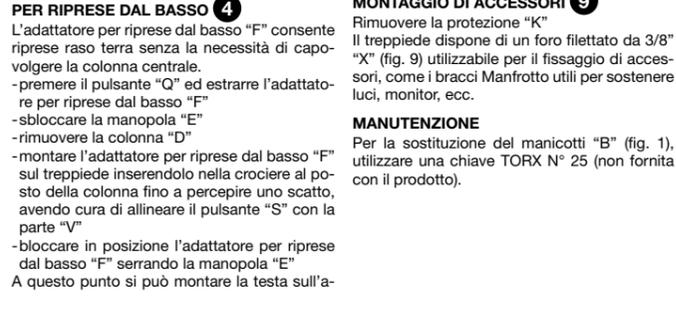 PER RIPRESE DAL BASSO 4
L’adattatore per riprese dal basso “F” consente
riprese raso terra senza la necessità di capo-
volgere la colonna centrale.
-premere il pulsante “Q” ed estrarre l’adattato-
re per riprese dal basso “F”
-sbloccare la manopola “E”
-rimuovere la colonna “D”
-montare l’adattatore per riprese dal basso “F”
sul treppiede inserendolo nella crociere al po-
sto della colonna fino a percepire uno scatto,
avendo cura di allineare il pulsante “S” con la
parte “V”
-bloccare in posizione l’adattatore per riprese
dal basso “F” serrando la manopola “E”
A questo punto si può montare la testa sull’a-
MONTAGGIO DI ACCESSORI 9
Rimuovere la protezione “K”
Il treppiede dispone di un foro filettato da 3/8”
“X” (fig. 9) utilizzabile per il fissaggio di acces-
sori, come i bracci Manfrotto utili per sostenere
luci, monitor, ecc.
MANUTENZIONE
Per la sostituzione del manicotti “B” (fig. 1),
utilizzare una chiave TORX N° 25 (non fornita
con il prodotto).